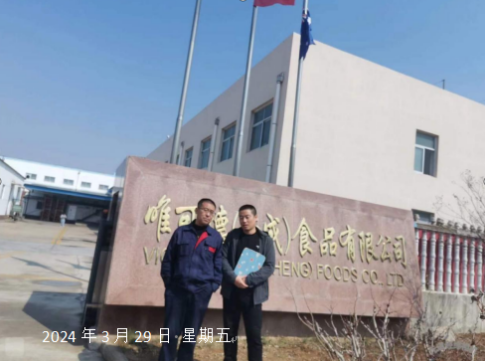 唯可 (成)食品有限公司
HENG) FOODS CO., LTD.
2024 年 3 月 29 日 星期五